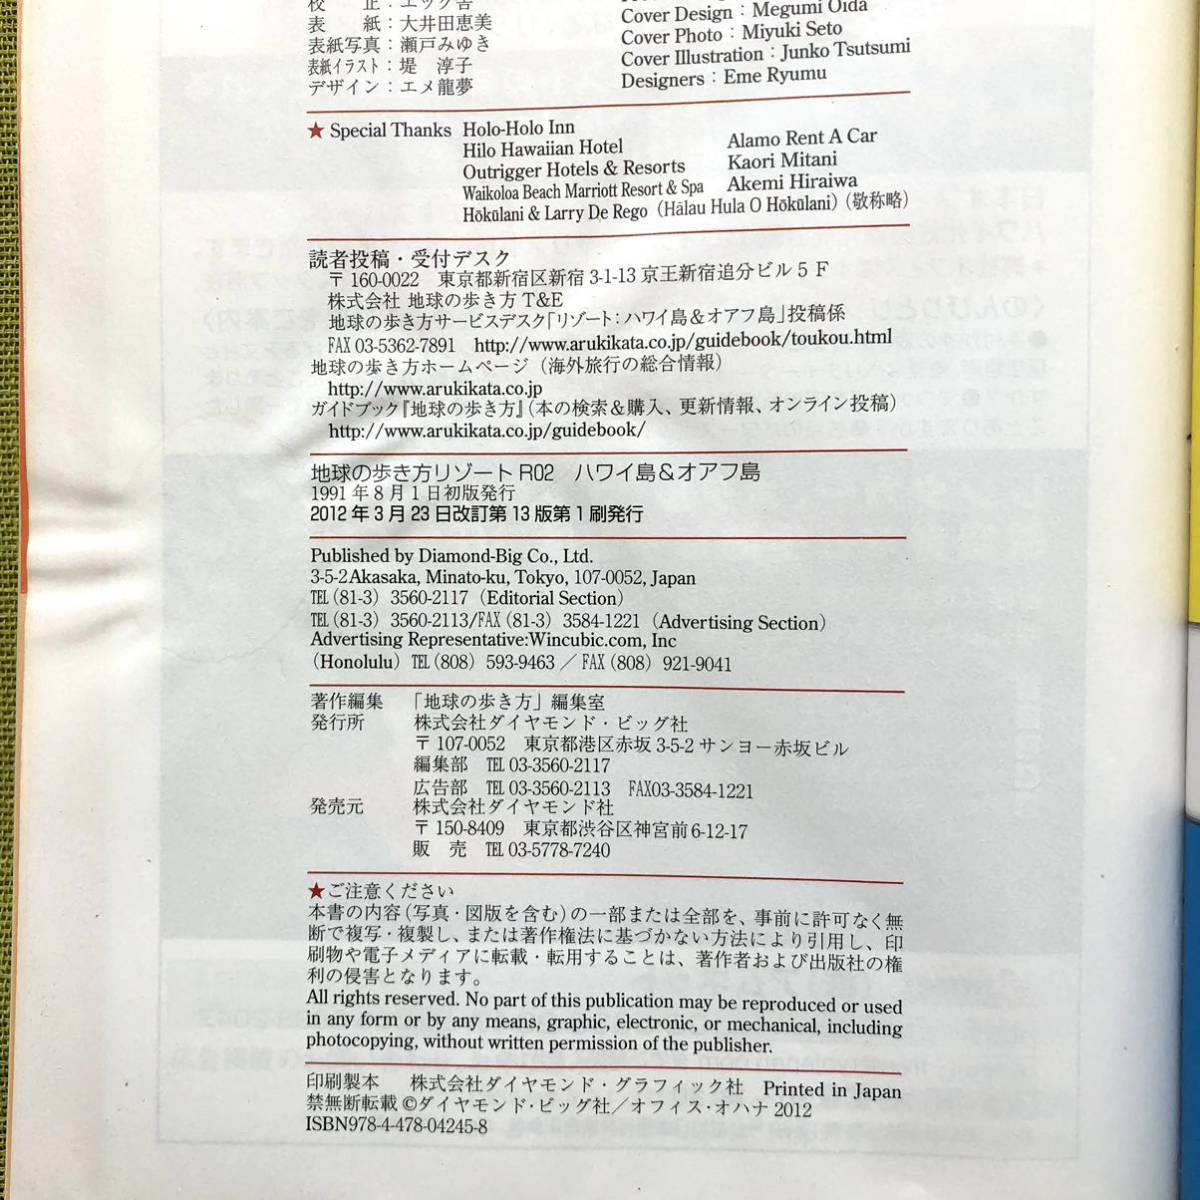 校　正：エッグ舎
表　紙：大井田恵美
表紙写真：瀬戸みゆき
表紙イラスト：堤　淳子
デザイン：エメ龍夢
Cover Design：Megumi Oida
Cover Photo：Miyuki Seto
Cover Illustration：Junko Tsutsumi
Designers：Eme Ryumu
★ Special Thanks Holo-Holo Inn
Hilo Hawaiian Hotel
Outrigger Hotels & Resorts
Waikoloa Beach Marriott Resort & Spa
Alamo Rent A Car
Kaori Mitani
Akemi Hiraiwa
Hōkūlani & Larry De Rego（Hālau Hula O Hōkūlani）（敬称略）
読者投稿・受付デスク
〒160-0022　東京都新宿区新宿3-1-13 京王新宿追分ビル5F
株式会社 地球の歩き方T&E
地球の歩き方サービスデスク「リゾート：ハワイ島&オアフ島」投稿係
FAX 03-5362-7891　http://www.arukikata.co.jp/guidebook/toukou.html
地球の歩き方ホームページ（海外旅行の総合情報）
http://www.arukikata.co.jp
ガイドブック『地球の歩き方』（本の検索&購入、更新情報、オンライン投稿）
http://www.arukikata.co.jp/guidebook/
地球の歩き方リゾート R02　ハワイ島&オアフ島
1991 年 8 月 1 日初版発行
2012 年 3 月 23 日改訂第 13 版第 1 刷発行
Published by Diamond-Big Co., Ltd.
3-5-2Akasaka, Minato-ku, Tokyo, 107-0052, Japan
TEL（81-3）3560-2117（Editorial Section）
TEL（81-3）3560-2113/FAX（81-3）3584-1221（Advertising Section）
Advertising Representative:Wincubic.com, Inc
（Honolulu）TEL（808）593-9463／FAX（808）921-9041
著作編集　「地球の歩き方」編集室
発行所　株式会社ダイヤモンド・ビッグ社
〒107-0052　東京都港区赤坂 3-5-2 サンヨー赤坂ビル
編集部　TEL 03-3560-2117
広告部　TEL 03-3560-2113　FAX03-3584-1221
発売元　株式会社ダイヤモンド社
〒150-8409　東京都渋谷区神宮前6-12-17
販　売　TEL 03-5778-7240
★ご注意ください
本書の内容（写真・図版を含む）の一部または全部を、事前に許可なく無
断で複写・複製し、または著作権法に基づかない方法により引用し、印
刷物や電子メディアに転載・転用することは、著作者および出版社の権
利の侵害となります。
All rights reserved. No part of this publication may be reproduced or used
in any form or by any means, graphic, electronic, or mechanical, including
photocopying, without written permission of the publisher.
印刷製本　株式会社ダイヤモンド・グラフィック社　Printed in Japan
禁無断転載©ダイヤモンド・ビッグ社／オフィス・オハナ 2012
ISBN978-4-478-04245-8